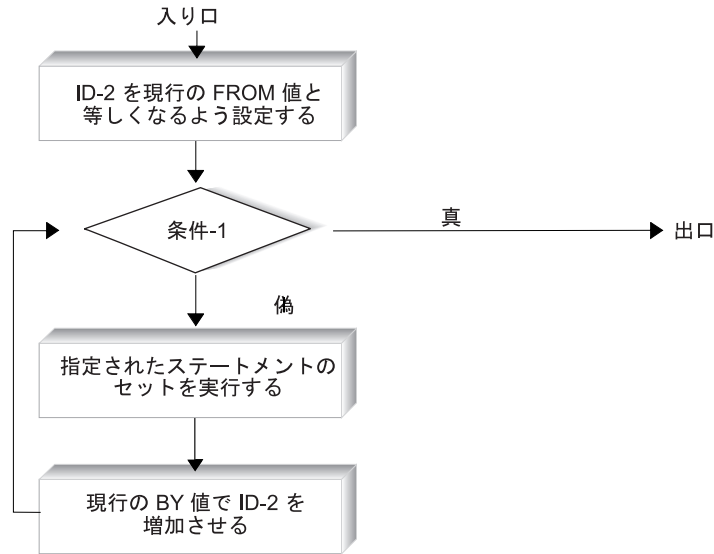 入り口
ID-2 を現行の FROM 値と
等しくなるよう設定する
条件-1
真
出口
偽
指定されたステートメントの
セットを実行する
現行の BY 値で ID-2 を
増加させる